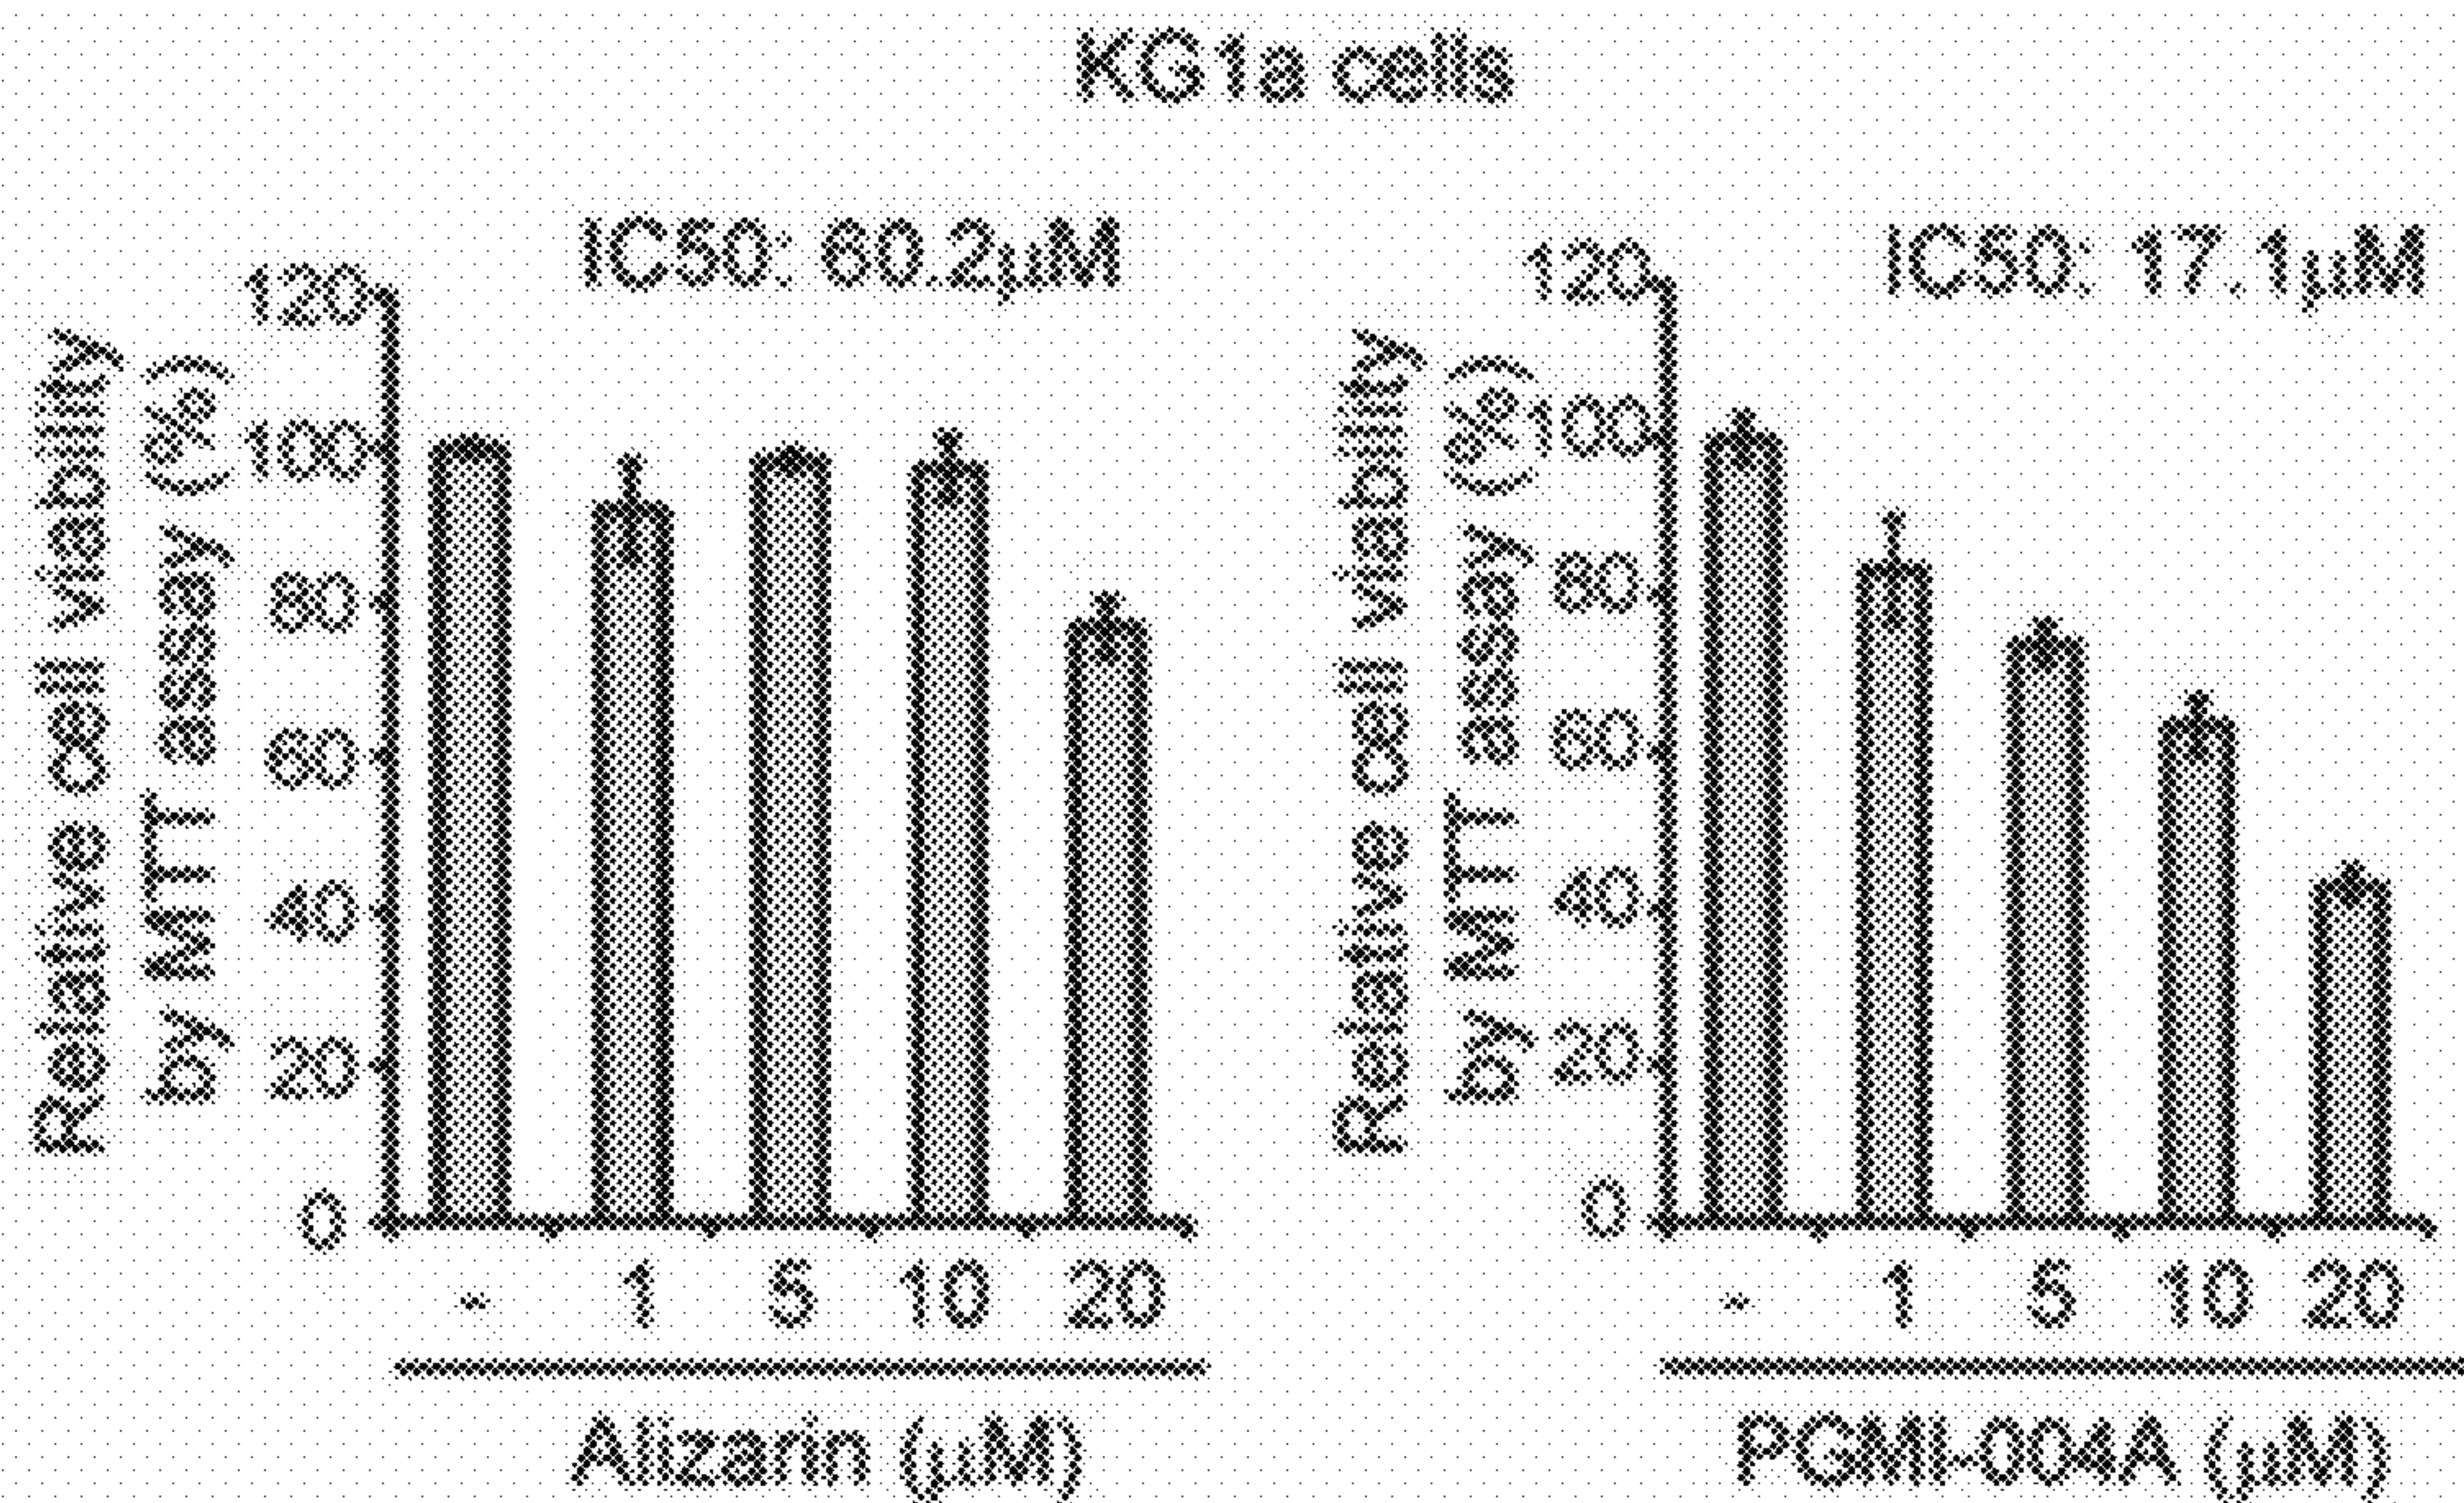 KG1a cells
IC50: 60.2µM
Relative cell viability
by MTT assay (%)
120
100
80
60
40
20
0
- 1 5 10 20
Alizarin (µM)
IC50: 17.1µM
Relative cell viability
by MTT assay (%)
120
100
80
60
40
20
0
- 1 5 10 20
PGMI-004A (µM)